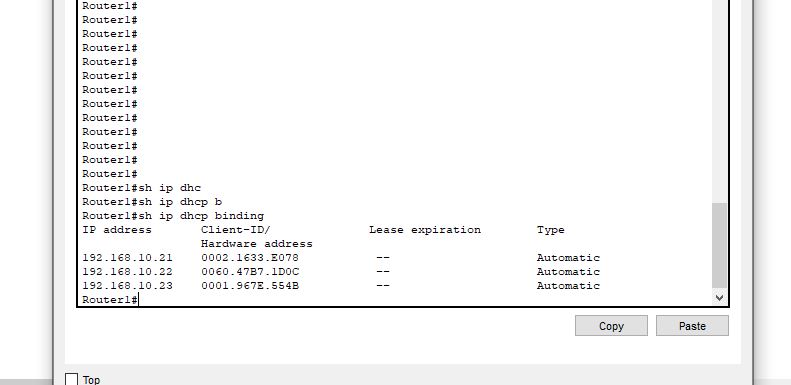 Router1#
Router1#
Router1#
Router1#
Router1#
Router1#
Router1#
Router1#
Router1#
Router1#
Router1#
Router1#
Router1#
Router1#sh ip dhc
Router1#sh ip dhcp b
Router1#sh ip dhcp binding
IP address Client-ID/ Lease expiration Type
Hardware address
192.168.10.21 0002.1633.E078 -- Automatic
192.168.10.22 0060.47B7.1D0C -- Automatic
192.168.10.23 0001.967E.554B -- Automatic
Router1#
Copy Paste
Top